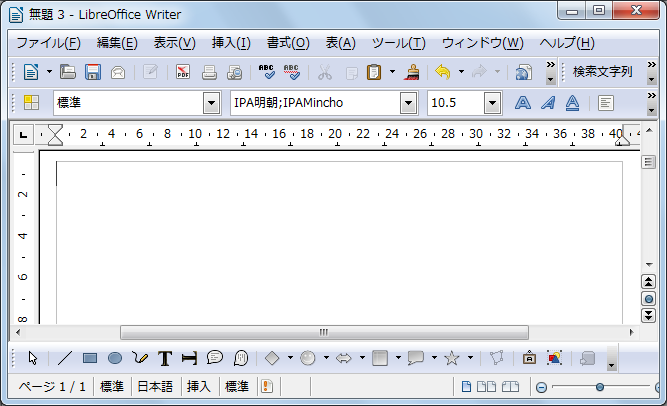 無題 3 - LibreOffice Writer
ファイル(F) 編集(E) 表示(V) 挿入(I) 書式(O) 表(A) ツール(T) ウィンドウ(W) ヘルプ(H)
PDF ABC ABC 検索文字列
標準 IPA明朝;IPAMincho 10.5 A A A
2 4 6 8 10 12 14 16 18 20 22 24 26 28 30 32 34 36 38 40
2
4
6
8
T
ページ 1 / 1 標準 日本語 挿入 標準